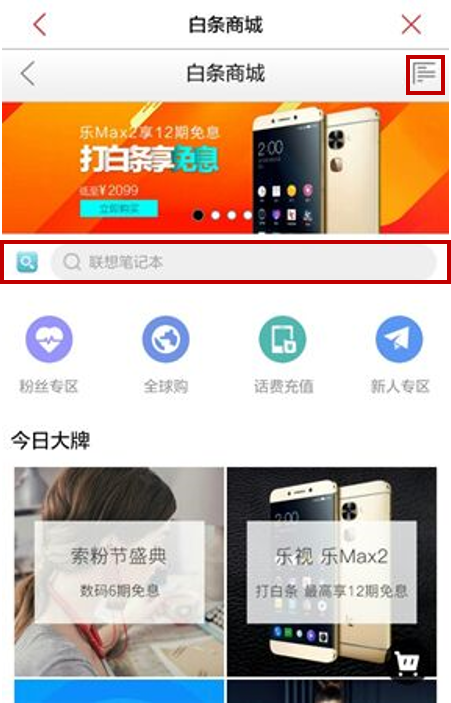 白条商城
白条商城
乐Max2享12期免息
打白条享免息
低至¥2099
立即购买
2:00
联想笔记本
粉丝专区
全球购
话费充值
新人专区
今日大牌
索粉节盛典
数码6期免息
乐视 乐Max2
打白条 最高享12期免息